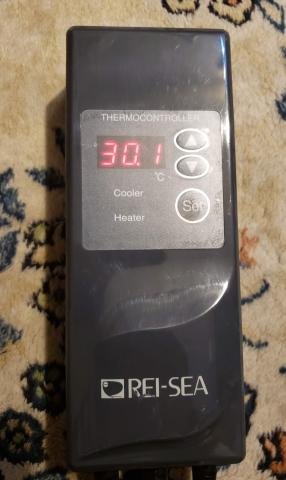 THERMOCONTROLLER
30.1
°C
Cooler
Set
Heater
REI-SEA